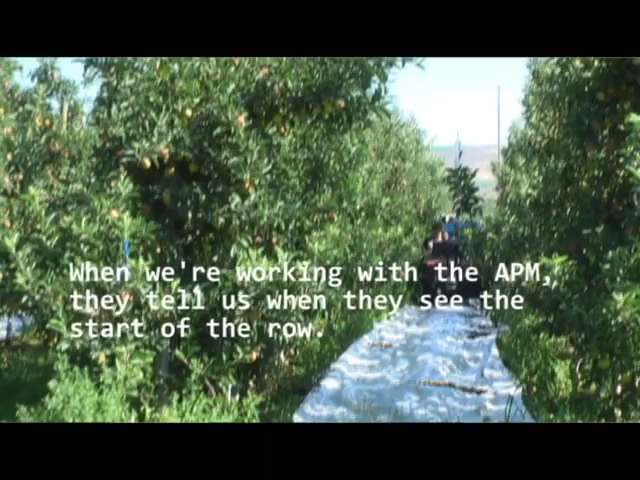 When we're working with the APM,
they tell us when they see the
start of the row.